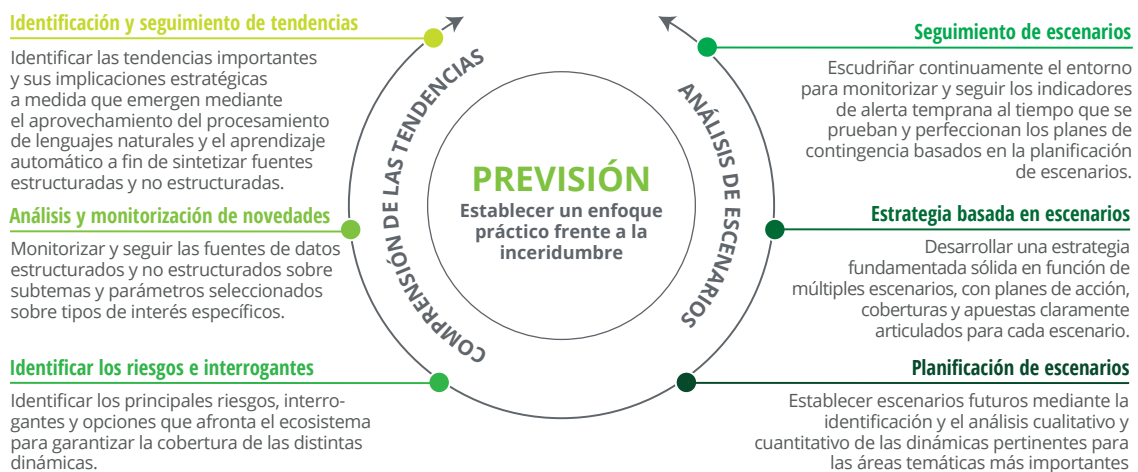 Identificación y seguimiento de tendencias
Identificar las tendencias importantes
y sus implicaciones estratégicas
a medida que emergen mediante
el aprovechamiento del procesamiento
de lenguajes naturales y el aprendizaje
automático a fin de sintetizar fuentes
estructuradas y no estructuradas.
Análisis y monitorización de novedades
Monitorizar y seguir las fuentes de datos
estructurados y no estructurados sobre
subtemas y parámetros seleccionados
sobre tipos de interés específicos.
Identificar los riesgos e interrogantes
Identificar los principales riesgos, interro-
gantes y opciones que afronta el ecosistema
para garantizar la cobertura de las distintas
dinámicas.
COMPRENSIÓN DE LAS TENDENCIAS
PREVISIÓN
Establecer un enfoque
práctico frente a la
inceridumbre
ANÁLISIS DE ESCENARIOS
Seguimiento de escenarios
Escudriñar continuamente el entorno
para monitorizar y seguir los indicadores
de alerta temprana al tiempo que se
prueban y perfeccionan los planes de
contingencia basados en la planificación
de escenarios.
Estrategia basada en escenarios
Desarrollar una estrategia
fundamentada sólida en función de
múltiples escenarios, con planes de acción,
coberturas y apuestas claramente
articulados para cada escenario.
Planificación de escenarios
Establecer escenarios futuros mediante la
identificación y el análisis cualitativo y
cuantitativo de las dinámicas pertinentes para
las áreas temáticas más importantes